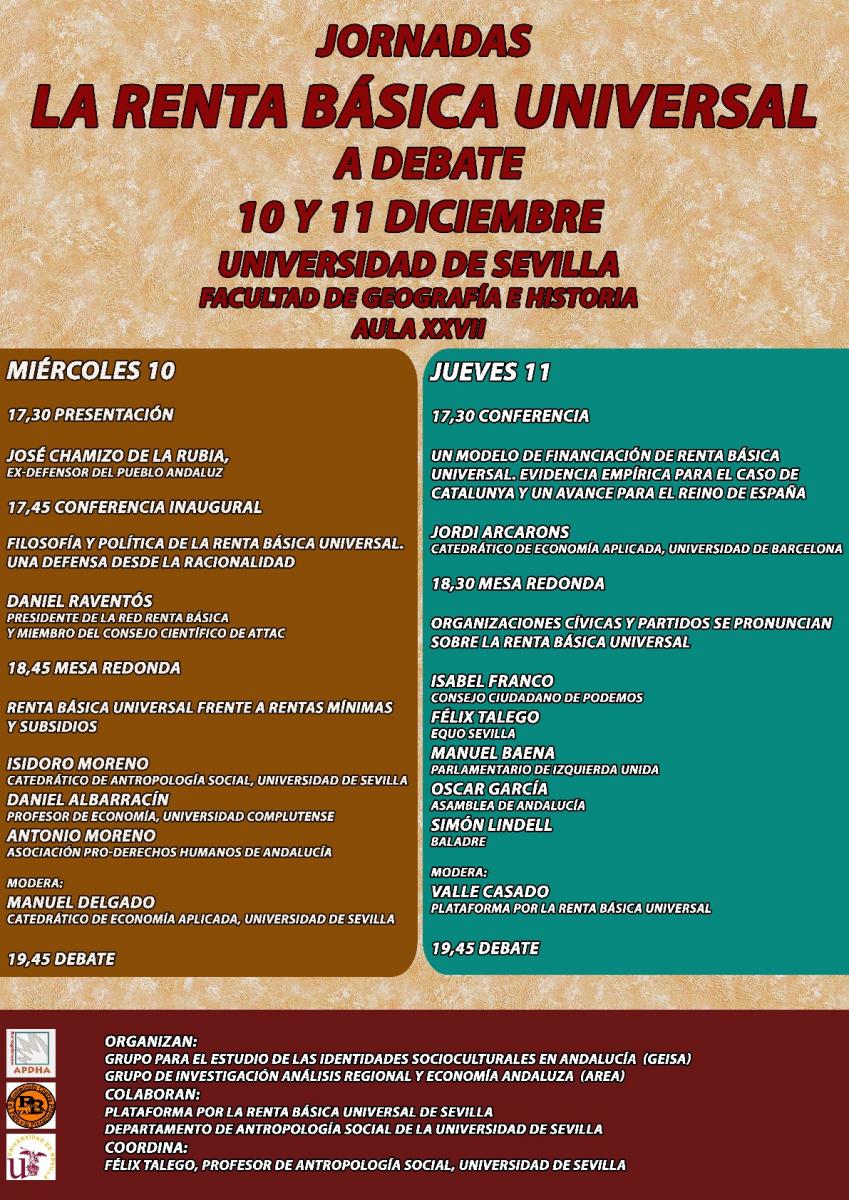 JORNADAS
LA RENTA BÁSICA UNIVERSAL
A DEBATE
10 Y 11 DICIEMBRE
UNIVERSIDAD DE SEVILLA
FACULTAD DE GEOGRAFÍA E HISTORIA
AULA XXVII
MIÉRCOLES 10
17,30 PRESENTACIÓN
JOSÉ CHAMIZO DE LA RUBIA,
EX-DEFENSOR DEL PUEBLO ANDALUZ
17,45 CONFERENCIA INAUGURAL
FILOSOFÍA Y POLÍTICA DE LA RENTA BÁSICA UNIVERSAL.
UNA DEFENSA DESDE LA RACIONALIDAD
DANIEL RAVENTÓS
PRESIDENTE DE LA RED RENTA BÁSICA
Y MIEMBRO DEL CONSEJO CIENTÍFICO DE ATTAC
18,45 MESA REDONDA
RENTA BÁSICA UNIVERSAL FRENTE A RENTAS MÍNIMAS
Y SUBSIDIOS
ISIDORO MORENO
CATEDRÁTICO DE ANTROPOLOGÍA SOCIAL, UNIVERSIDAD DE SEVILLA
DANIEL ALBARRACÍN
PROFESOR DE ECONOMÍA, UNIVERSIDAD COMPLUTENSE
ANTONIO MORENO
ASOCIACIÓN PRO-DERECHOS HUMANOS DE ANDALUCÍA
MODERA:
MANUEL DELGADO
CATEDRÁTICO DE ECONOMÍA APLICADA, UNIVERSIDAD DE SEVILLA
19,45 DEBATE
JUEVES 11
17,30 CONFERENCIA
UN MODELO DE FINANCIACIÓN DE RENTA BÁSICA
UNIVERSAL. EVIDENCIA EMPÍRICA PARA EL CASO DE
CATALUNYA Y UN AVANCE PARA EL REINO DE ESPAÑA
JORDI ARCARONS
CATEDRÁTICO DE ECONOMÍA APLICADA, UNIVERSIDAD DE BARCELONA
18,30 MESA REDONDA
ORGANIZACIONES CÍVICAS Y PARTIDOS SE PRONUNCIAN
SOBRE LA RENTA BÁSICA UNIVERSAL
ISABEL FRANCO
CONSEJO CIUDADANO DE PODEMOS
FÉLIX TALEGO
EQUO SEVILLA
MANUEL BAENA
PARLAMENTARIO DE IZQUIERDA UNIDA
OSCAR GARCÍA
ASAMBLEA DE ANDALUCÍA
SIMÓN LINDELL
BALADRE
MODERA:
VALLE CASADO
PLATAFORMA POR LA RENTA BÁSICA UNIVERSAL
19,45 DEBATE
APDHA
UNIVERSIDAD DE SEVILLA
ORGANIZAN:
GRUPO PARA EL ESTUDIO DE LAS IDENTIDADES SOCIOCULTURALES EN ANDALUCÍA (GEISA)
GRUPO DE INVESTIGACIÓN ANÁLISIS REGIONAL Y ECONOMÍA ANDALUZA (AREA)
COLABORAN:
PLATAFORMA POR LA RENTA BÁSICA UNIVERSAL DE SEVILLA
DEPARTAMENTO DE ANTROPOLOGÍA SOCIAL DE LA UNIVERSIDAD DE SEVILLA
COORDINA:
FÉLIX TALEGO, PROFESOR DE ANTROPOLOGÍA SOCIAL, UNIVERSIDAD DE SEVILLA